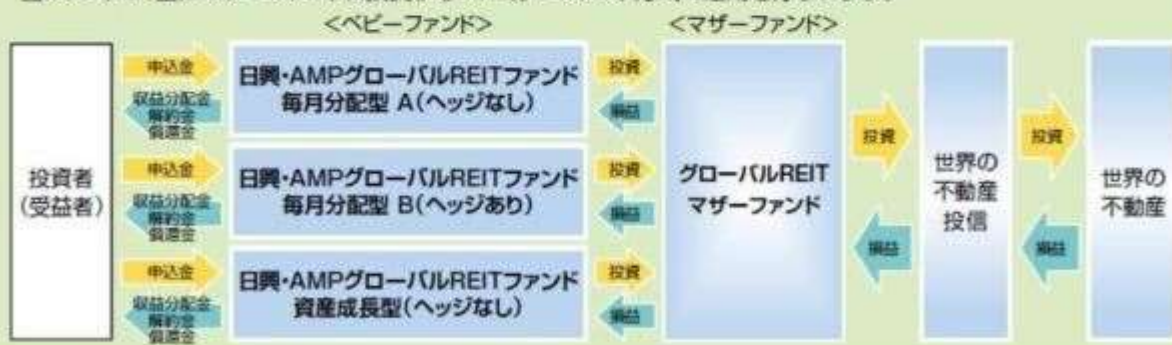 <ベビーファンド>
<マザーファンド>
投資者
(受益者)
申込金
収益分配金
解約金
償還金
日興・AMPグローバルREITファンド
毎月分配型 A(ヘッジなし)
投資
損益
申込金
収益分配金
解約金
償還金
日興・AMPグローバルREITファンド
毎月分配型 B(ヘッジあり)
投資
損益
申込金
収益分配金
解約金
償還金
日興・AMPグローバルREITファンド
資産成長型(ヘッジなし)
投資
損益
グローバルREIT
マザーファンド
投資
損益
世界の
不動産
投信
投資
損益
世界の
不動産